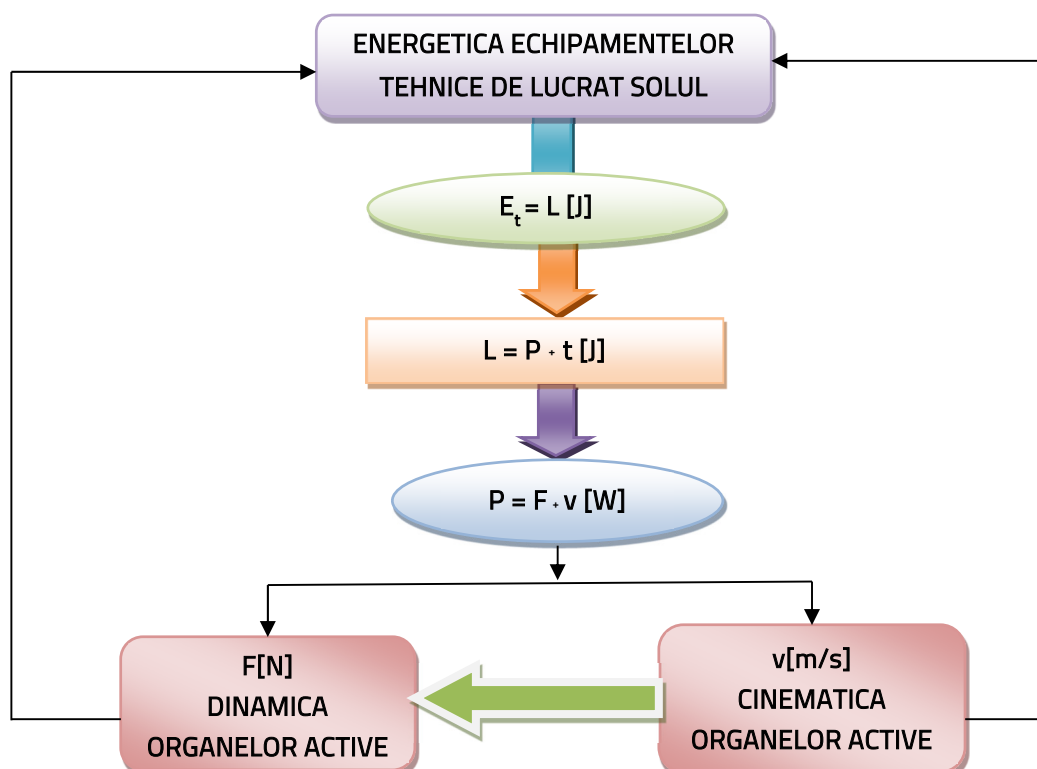 ENERGETICA ECHIPAMENTELOR
TEHNICE DE LUCRAT SOLUL
Et = L [J]
L = P + t [J]
P = F + v [W]
F[N]
DINAMICA
ORGANELOR ACTIVE
v[m/s]
CINEMATICA
ORGANELOR ACTIVE